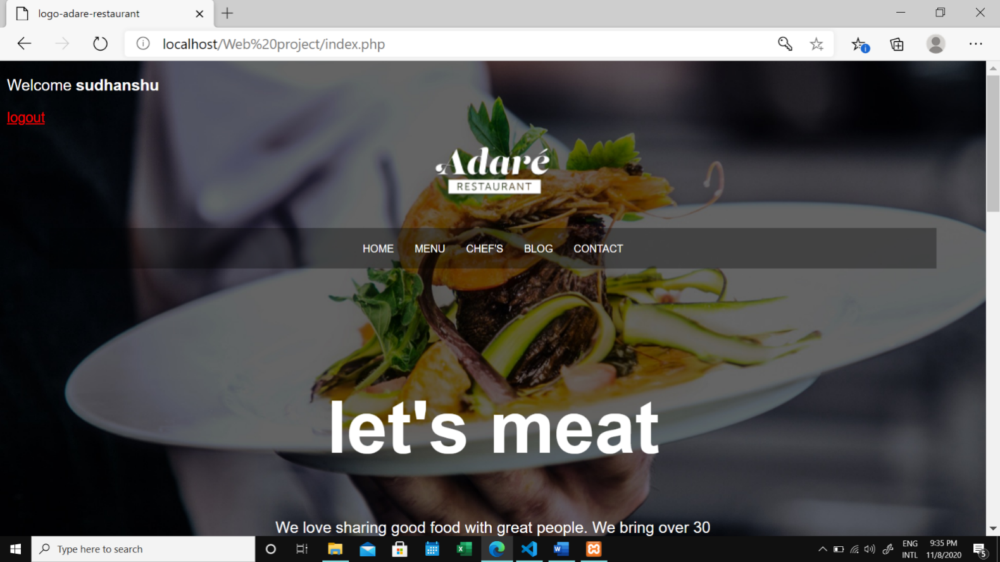 logo-adare-restaurant
localhost/Web%20project/index.php
Welcome sudhanshu
logout
Adaré
RESTAURANT
HOME MENU CHEF'S BLOG CONTACT
let's meat
We love sharing good food with great people. We bring over 30
Type here to search
ENG
INTL
9:35 PM
11/8/2020
5